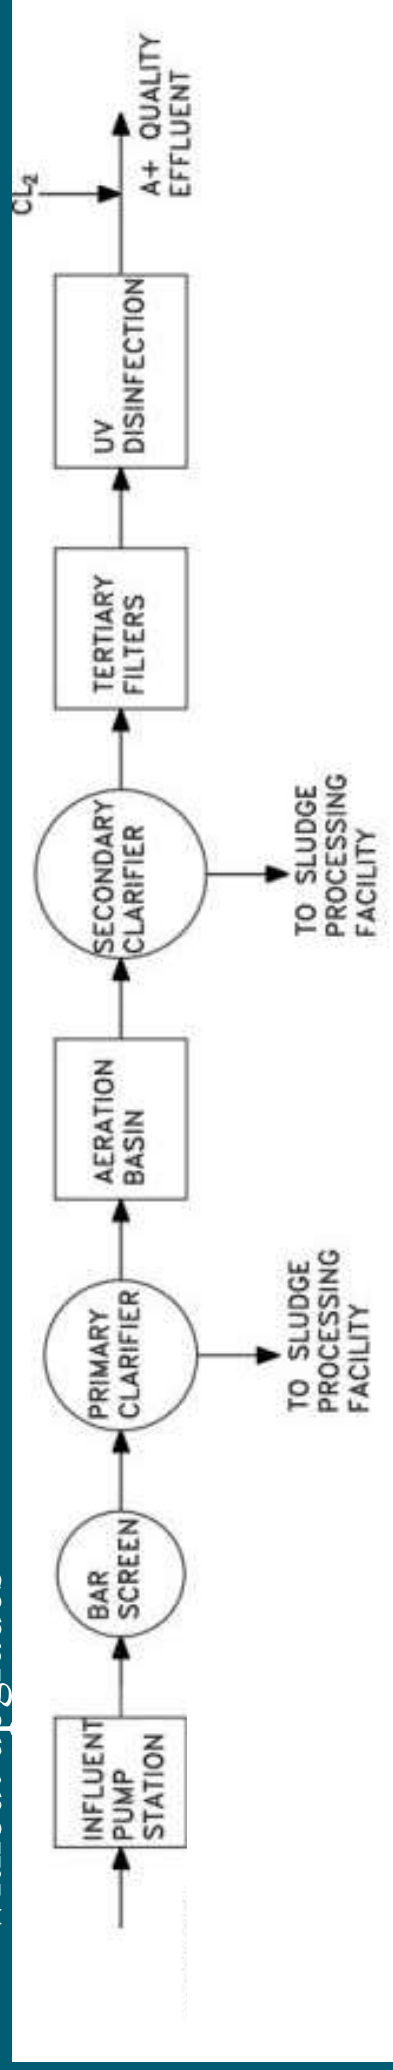 INFLUENT
PUMP
STATION
BAR
SCREEN
PRIMARY
CLARIFIER
TO SLUDGE
PROCESSING
FACILITY
AERATION
BASIN
SECONDARY
CLARIFIER
TO SLUDGE
PROCESSING
FACILITY
TERTIARY
FILTERS
UV
DISINFECTION
CL₂
A+ QUALITY
EFFLUENT